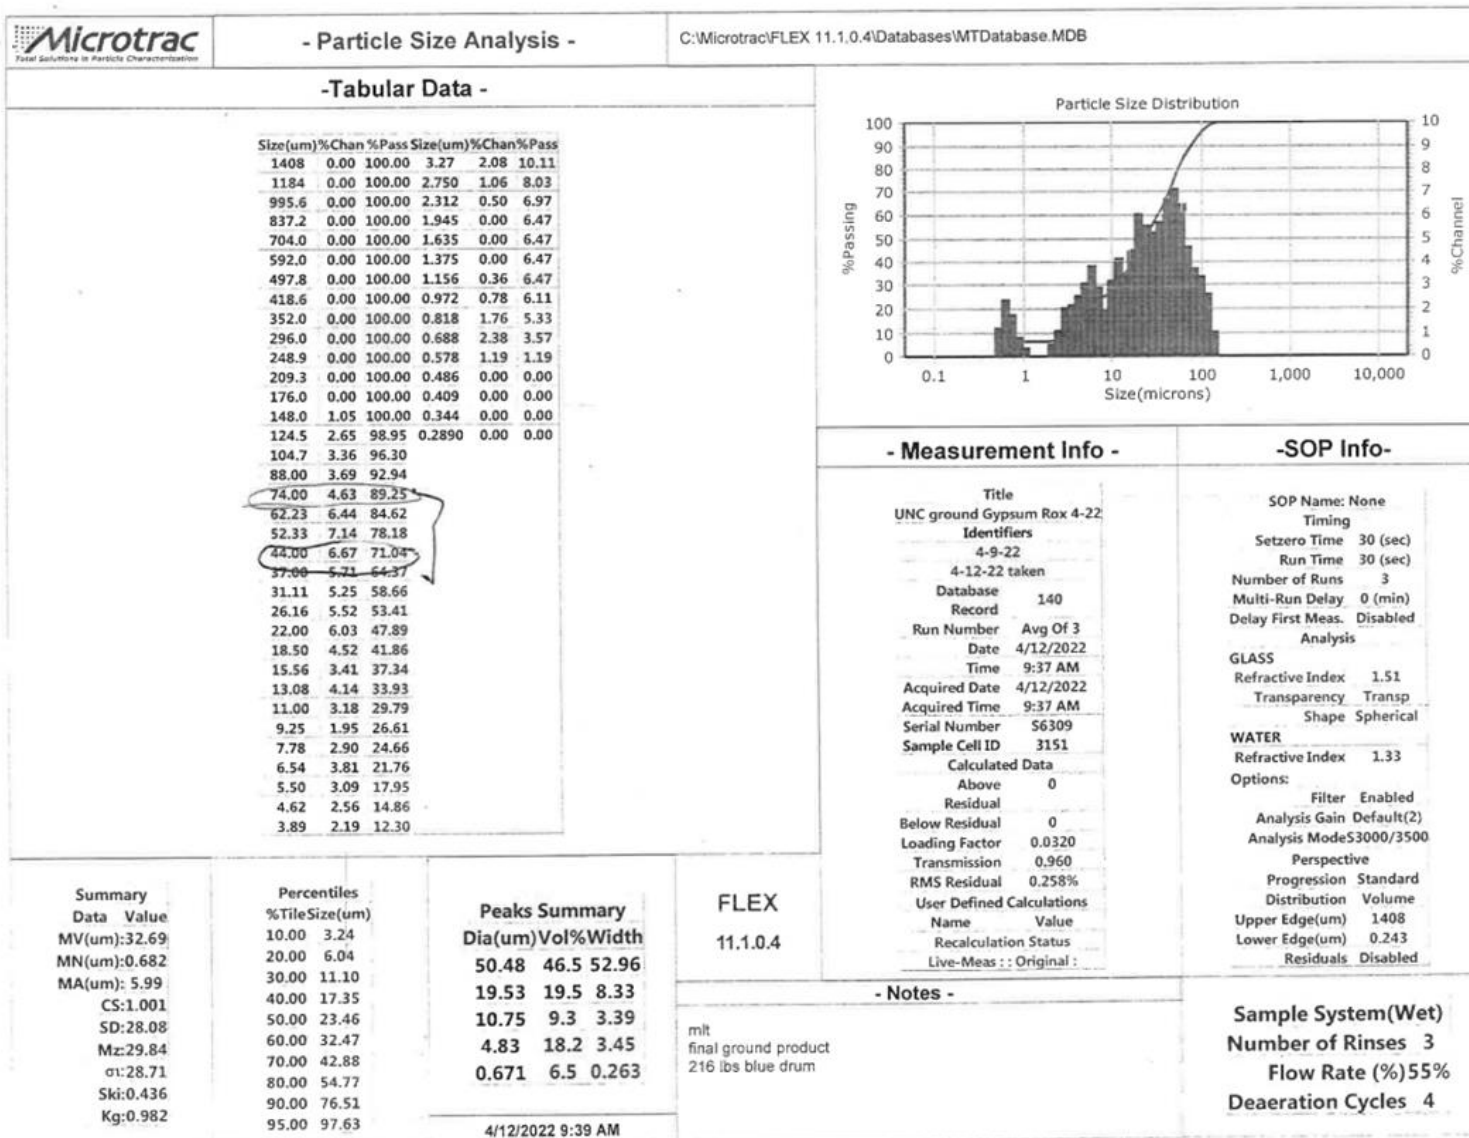 Microtrac
Total Solutions in Particle Characterization
- Particle Size Analysis -
C:\Microtrac\FLEX 11.1.0.4\Databases\MTDatabase.MDB
-Tabular Data -
Size(um) %Chan %Pass Size(um) %Chan %Pass
1408 0.00 100.00 3.27 2.08 10.11
1184 0.00 100.00 2.750 1.06 8.03
995.6 0.00 100.00 2.312 0.50 6.97
837.2 0.00 100.00 1.945 0.00 6.47
704.0 0.00 100.00 1.635 0.00 6.47
592.0 0.00 100.00 1.375 0.00 6.47
497.8 0.00 100.00 1.156 0.36 6.47
418.6 0.00 100.00 0.972 0.78 6.11
352.0 0.00 100.00 0.818 1.76 5.33
296.0 0.00 100.00 0.688 2.38 3.57
248.9 0.00 100.00 0.578 1.19 1.19
209.3 0.00 100.00 0.486 0.00 0.00
176.0 0.00 100.00 0.409 0.00 0.00
148.0 1.05 100.00 0.344 0.00 0.00
124.5 2.65 98.95 0.2890 0.00 0.00
104.7 3.36 96.30
88.00 3.69 92.94
74.00 4.63 89.25
62.23 6.44 84.62
52.33 7.14 78.18
44.00 6.67 71.04
37.00 5.71 64.37
31.11 5.25 58.66
26.16 5.52 53.41
22.00 6.03 47.89
18.50 4.52 41.86
15.56 3.41 37.34
13.08 4.14 33.93
11.00 3.18 29.79
9.25 1.95 26.61
7.78 2.90 24.66
6.54 3.81 21.76
5.50 3.09 17.95
4.62 2.56 14.86
3.89 2.19 12.30
Particle Size Distribution
%Passing
100
90
80
70
60
50
40
30
20
10
0
10
9
8
7
6
5
4
3
2
1
0
%Channel
0.1 1 10 100 1,000 10,000
Size(microns)
- Measurement Info -
Title
UNC ground Gypsum Rox 4-22
Identifiers
4-9-22
4-12-22 taken
Database Record 140
Run Number Avg Of 3
Date 4/12/2022
Time 9:37 AM
Acquired Date 4/12/2022
Acquired Time 9:37 AM
Serial Number S6309
Sample Cell ID 3151
Calculated Data
Above Residual 0
Below Residual 0
Loading Factor 0.0320
Transmission 0.960
RMS Residual 0.258%
User Defined Calculations
Name Value
Recalculation Status
Live-Meas : : Original :
-SOP Info-
SOP Name: None
Timing
Setzero Time 30 (sec)
Run Time 30 (sec)
Number of Runs 3
Multi-Run Delay 0 (min)
Delay First Meas. Disabled
Analysis
GLASS
Refractive Index 1.51
Transparency Transp
Shape Spherical
WATER
Refractive Index 1.33
Options:
Filter Enabled
Analysis Gain Default(2)
Analysis Mode S3000/3500
Perspective
Progression Standard
Distribution Volume
Upper Edge(um) 1408
Lower Edge(um) 0.243
Residuals Disabled
Summary
Data Value
MV(um):32.69
MN(um):0.682
MA(um): 5.99
CS:1.001
SD:28.08
Mz:29.84
σı:28.71
Ski:0.436
Kg:0.982
Percentiles
%Tile Size(um)
10.00 3.24
20.00 6.04
30.00 11.10
40.00 17.35
50.00 23.46
60.00 32.47
70.00 42.88
80.00 54.77
90.00 76.51
95.00 97.63
Peaks Summary
Dia(um) Vol% Width
50.48 46.5 52.96
19.53 19.5 8.33
10.75 9.3 3.39
4.83 18.2 3.45
0.671 6.5 0.263
4/12/2022 9:39 AM
FLEX
11.1.0.4
- Notes -
mlt
final ground product
216 lbs blue drum
Sample System(Wet)
Number of Rinses 3
Flow Rate (%) 55%
Deaeration Cycles 4